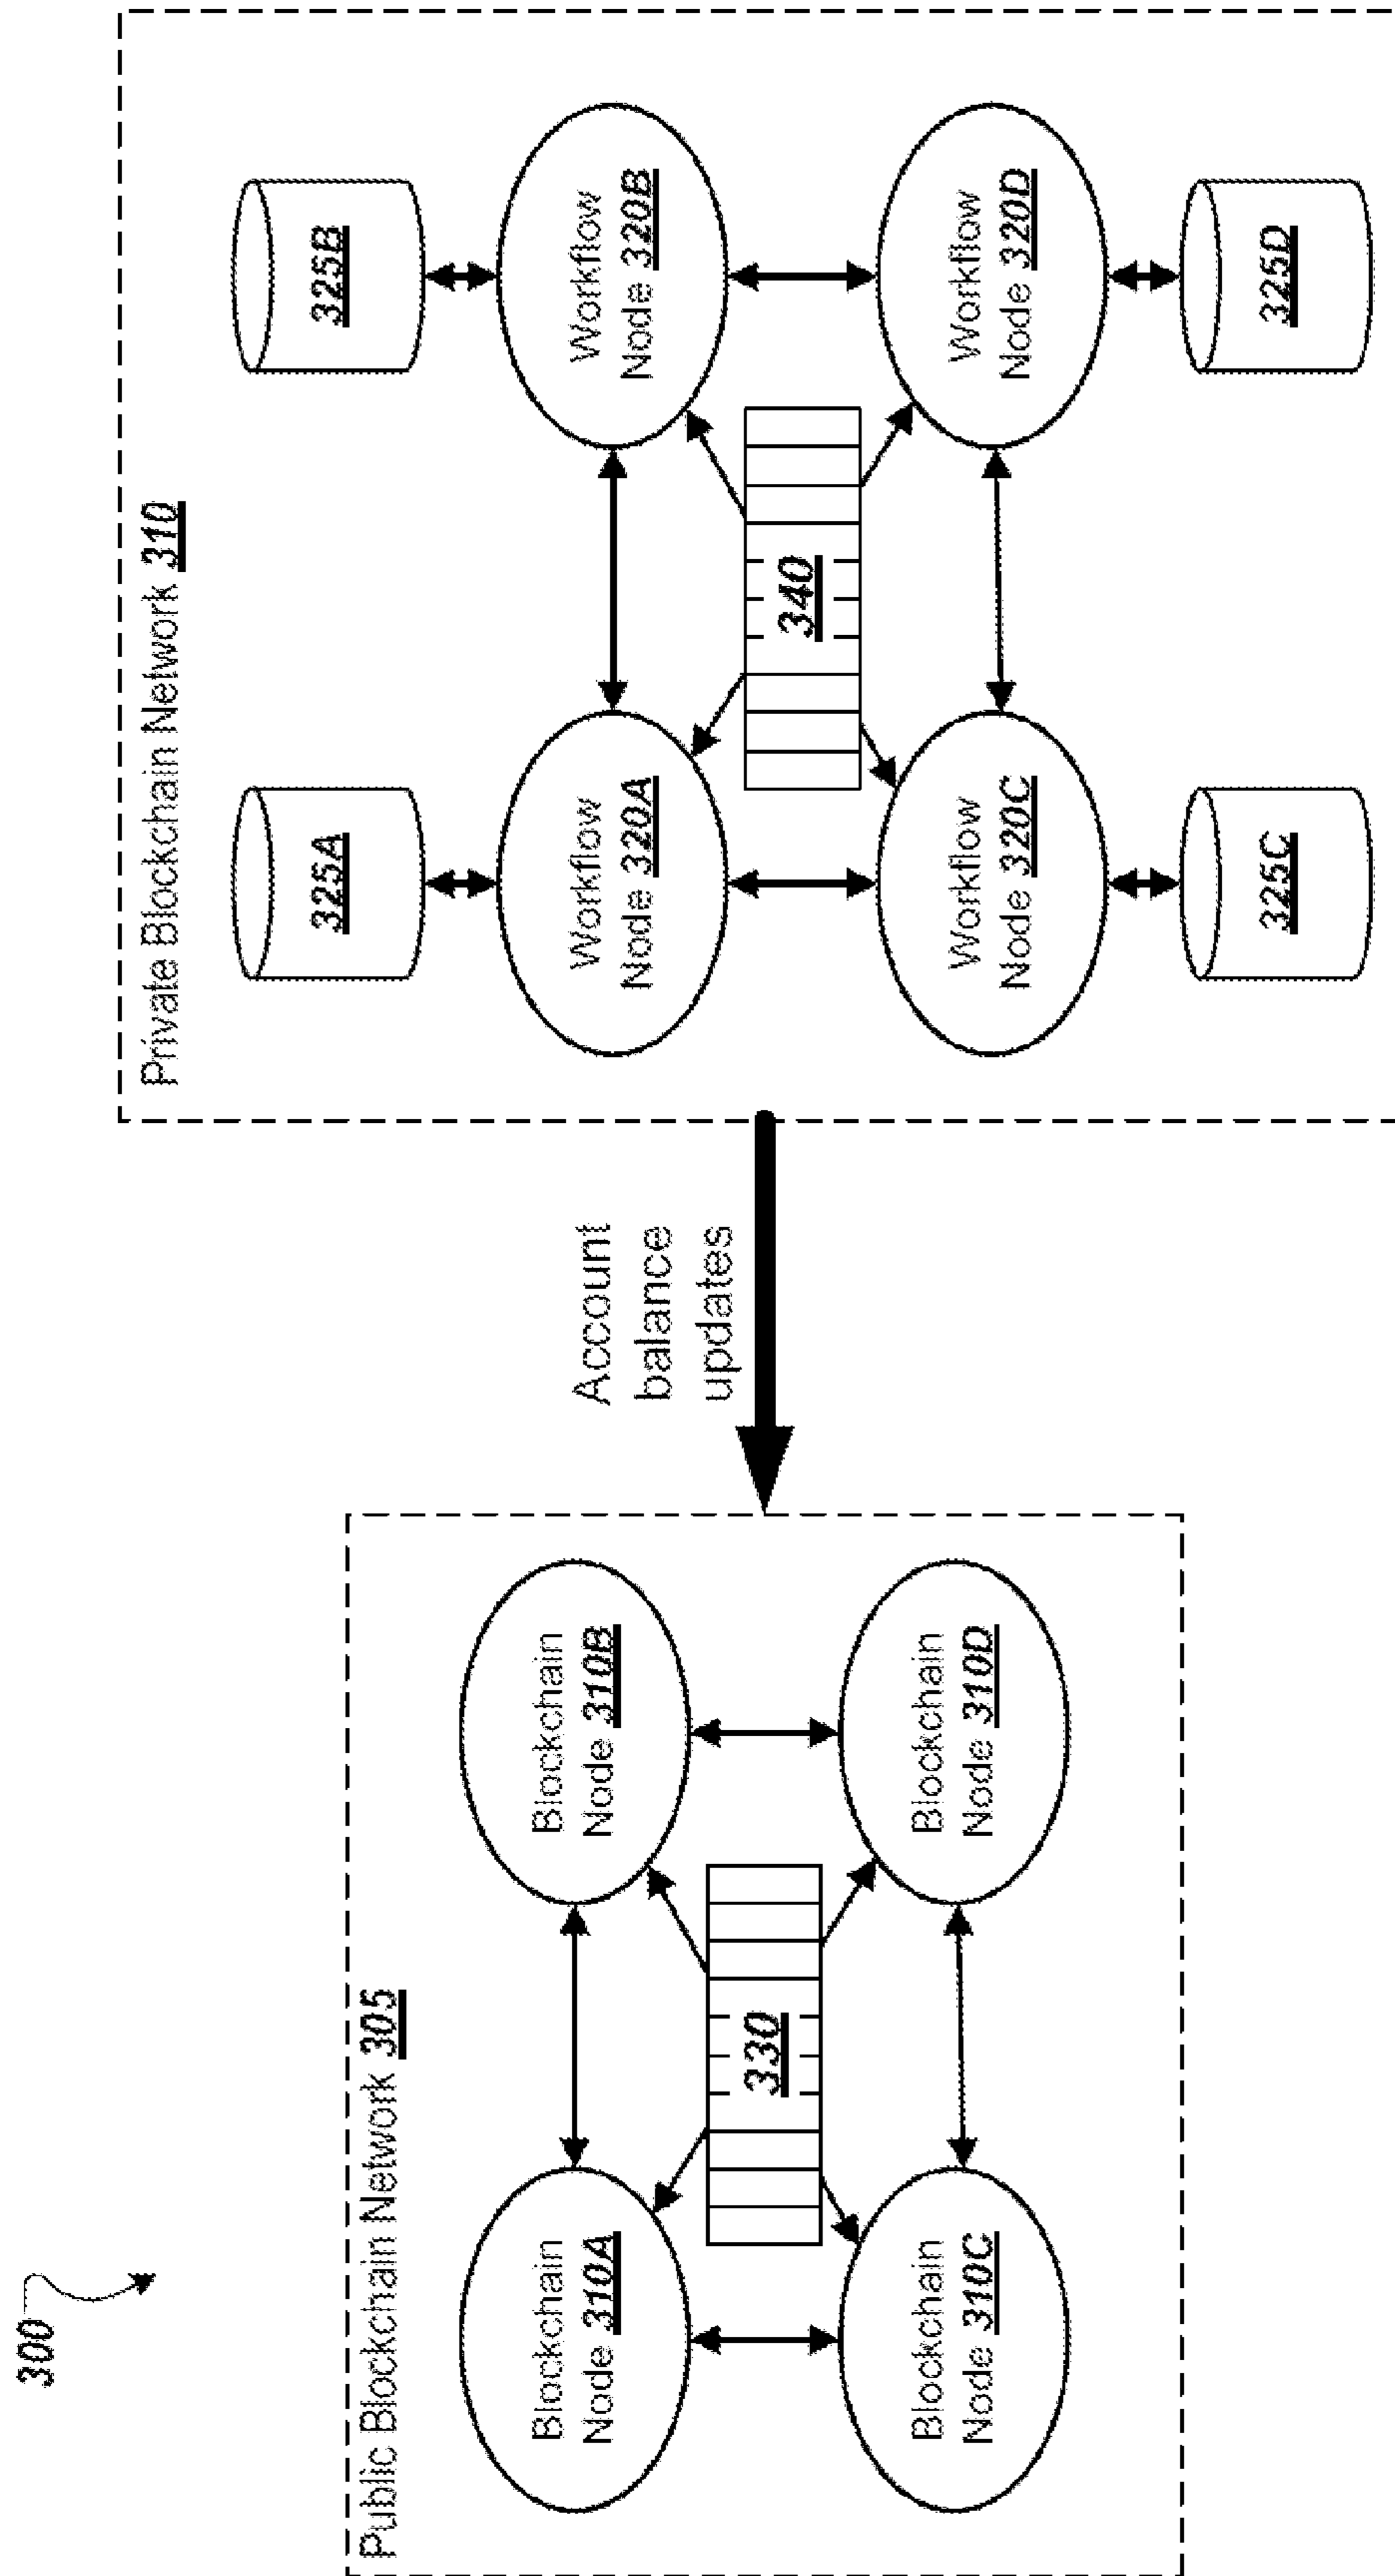 300
Public Blockchain Network 305
Blockchain
Node 310A
Blockchain
Node 310B
330
Blockchain
Node 310C
Blockchain
Node 310D
Account
balance
updates
Private Blockchain Network 310
325A
325B
Workflow
Node 320A
Workflow
Node 320B
340
Workflow
Node 320C
Workflow
Node 320D
325C
325D